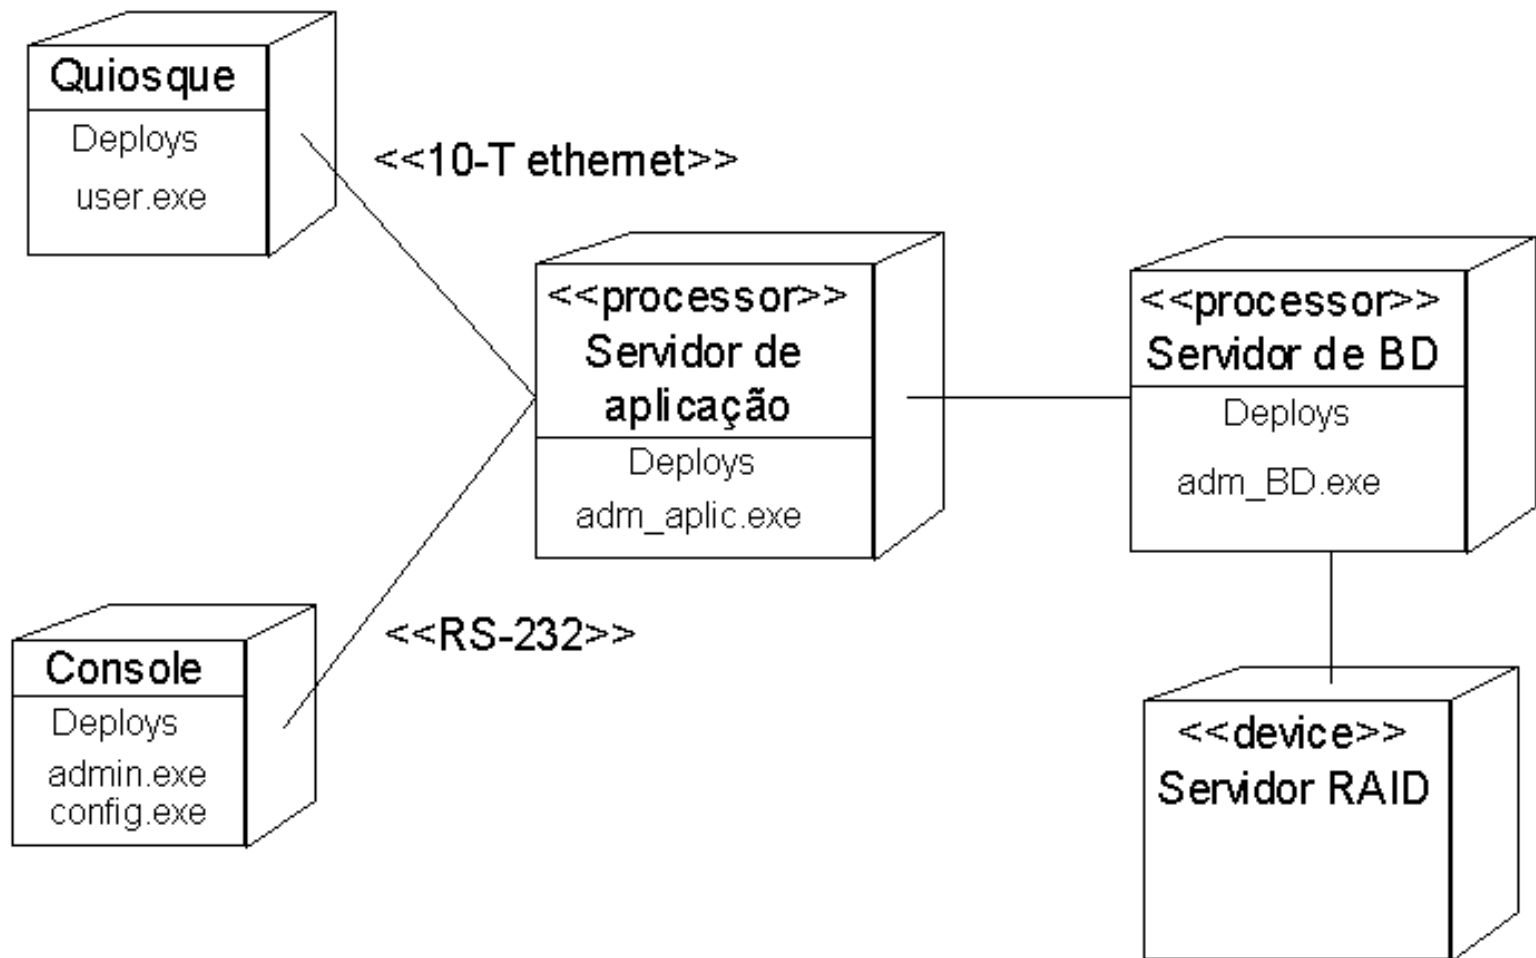 Quiosque
Deploys
user.exe
<<10-T ethernet>>
<<processor>>
Servidor de
aplicação
Deploys
adm_aplic.exe
<<processor>>
Servidor de BD
Deploys
adm_BD.exe
<<RS-232>>
Console
Deploys
admin.exe
config.exe
<<device>>
Servidor RAID